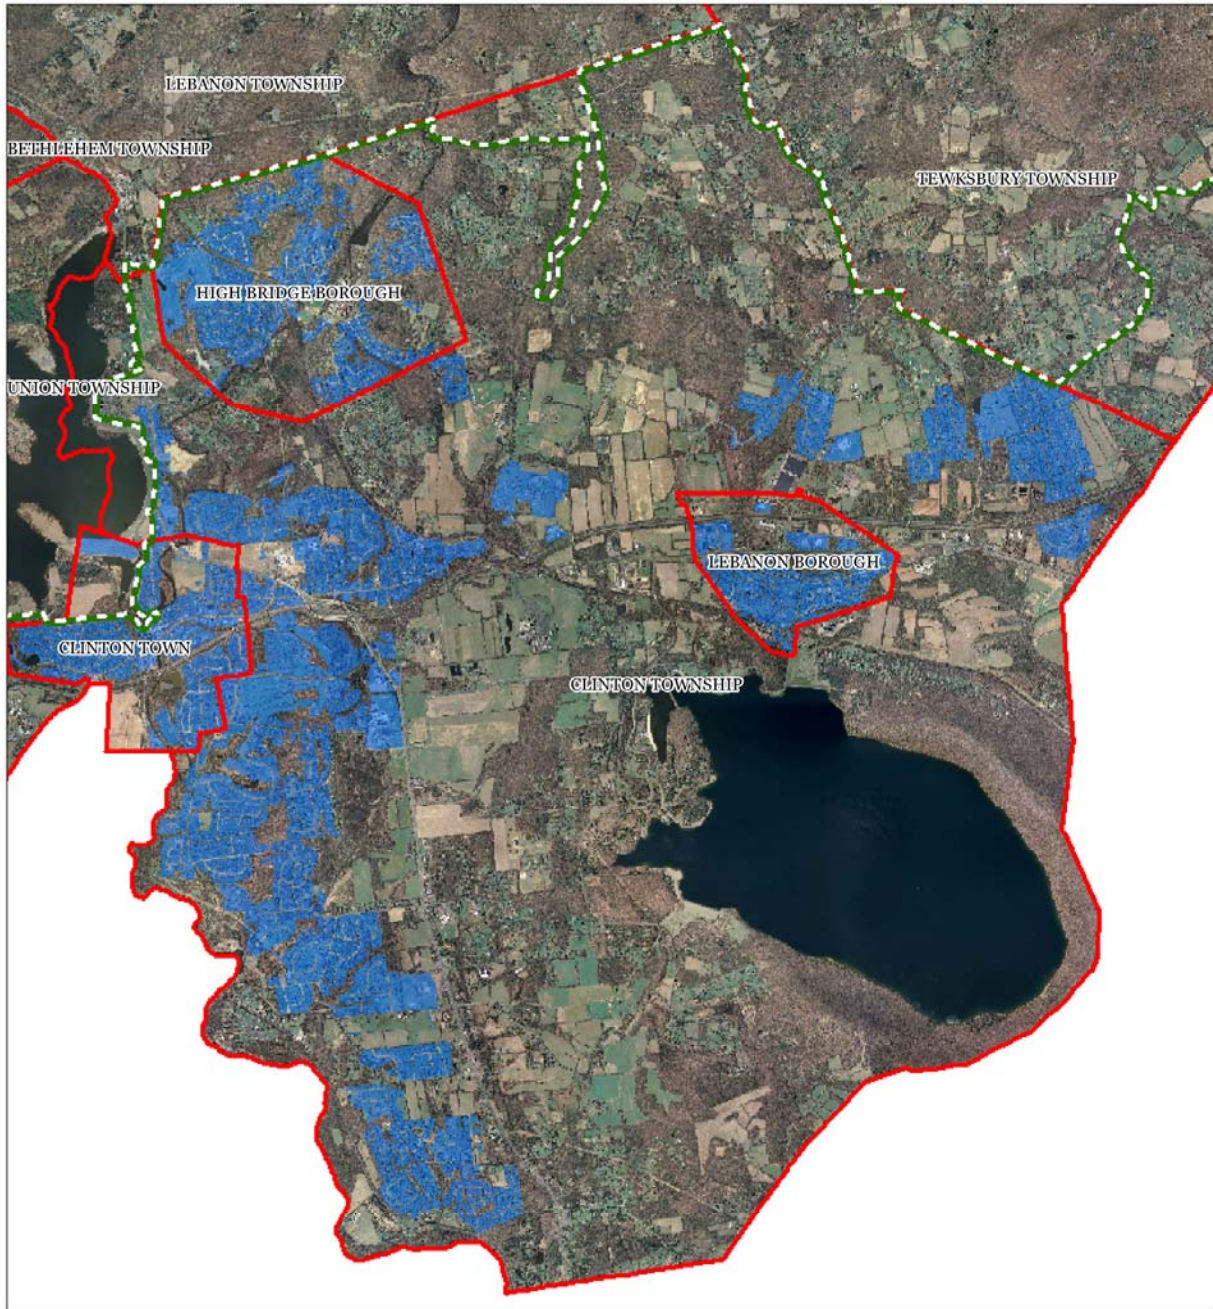 LEBANON TOWNSHIP
BETHLEHEM TOWNSHIP
TEWKSBURY TOWNSHIP
HIGH BRIDGE BOROUGH
UNION TOWNSHIP
LEBANON BOROUGH
CLINTON TOWN
CLINTON TOWNSHIP